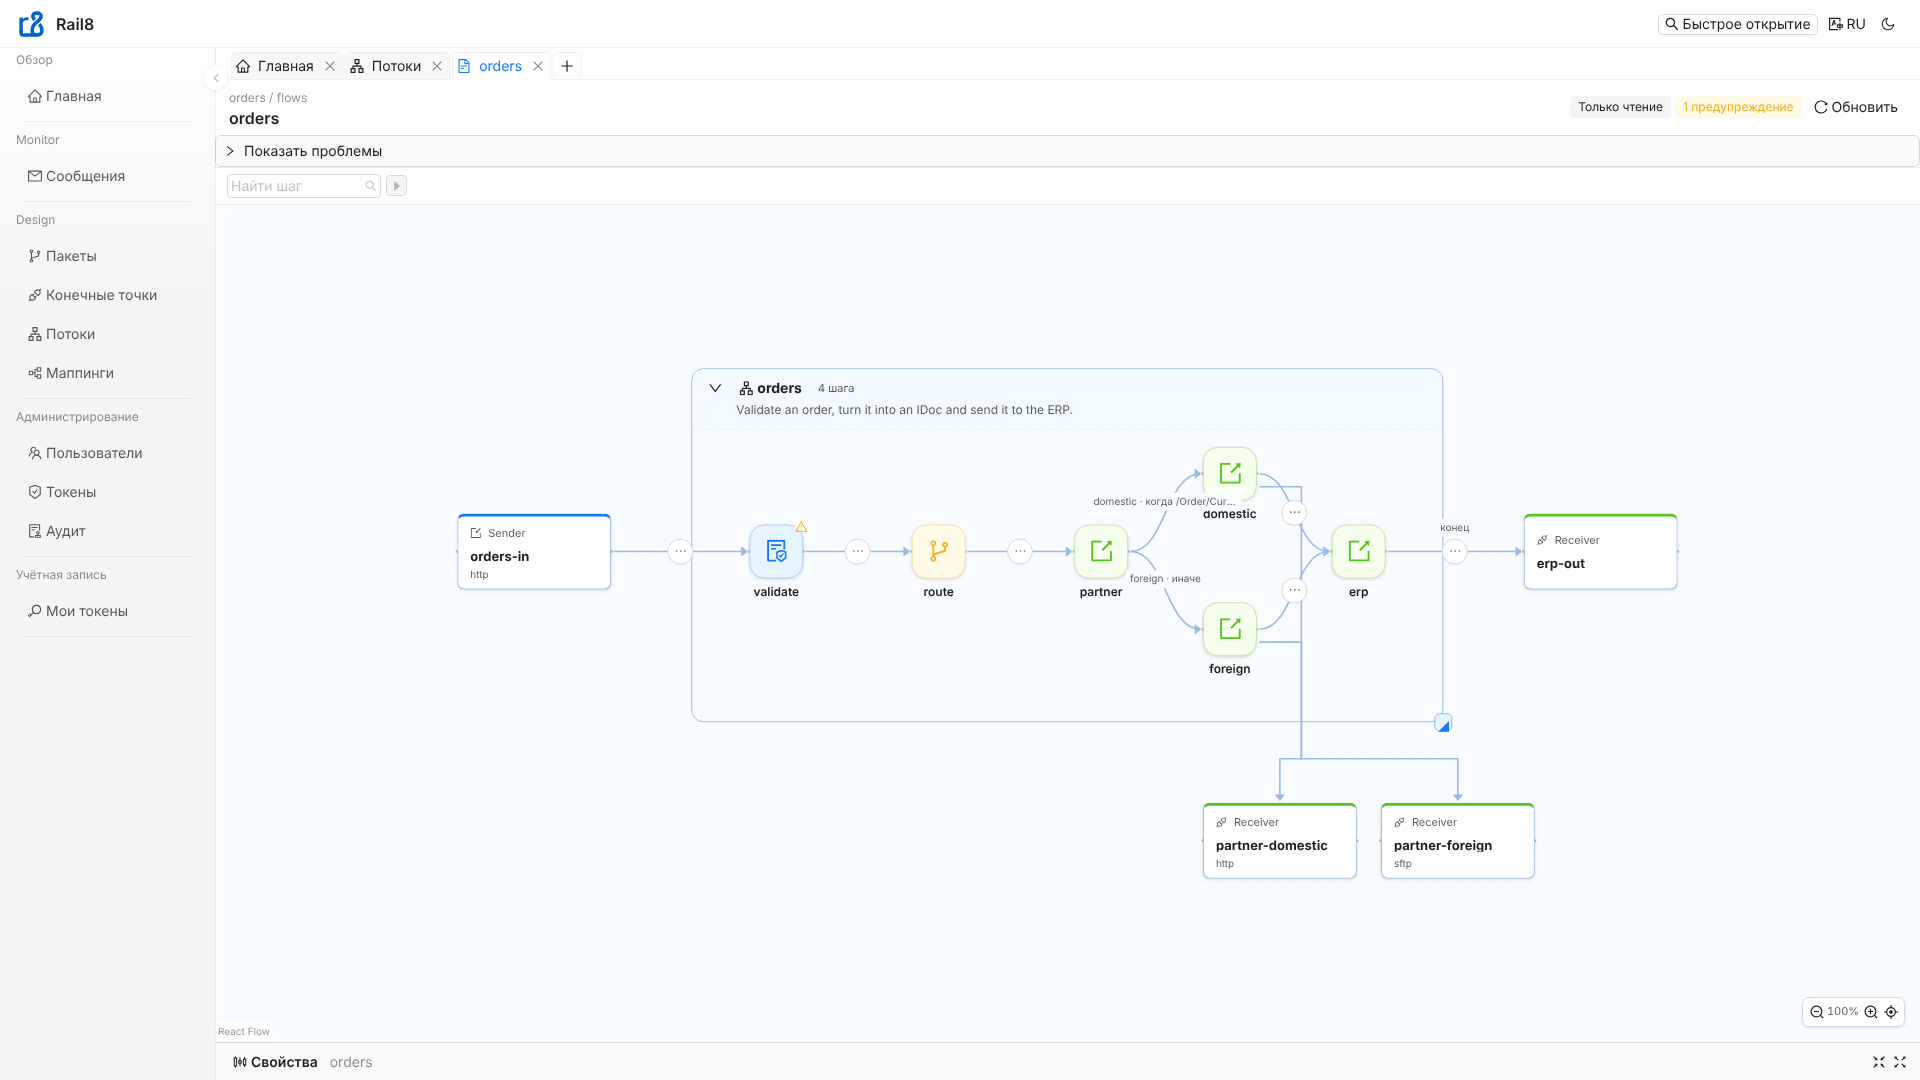 Rail8
Быстрое открытие
RU
Обзор
Главная
Monitor
Сообщения
Design
Пакеты
Конечные точки
Потоки
Маппинги
Администрирование
Пользователи
Токены
Аудит
Учётная запись
Мои токены
Главная
Потоки
orders
orders / flows
orders
Только чтение
1 предупреждение
Обновить
Показать проблемы
Найти шаг
orders 4 шага
Validate an order, turn it into an IDoc and send it to the ERP.
Sender
orders-in
http
validate
route
partner
domestic · когда /Order/Cur...
domestic
foreign · иначе
foreign
erp
конец
Receiver
erp-out
Receiver
partner-domestic
http
Receiver
partner-foreign
sftp
100%
React Flow
Свойства orders